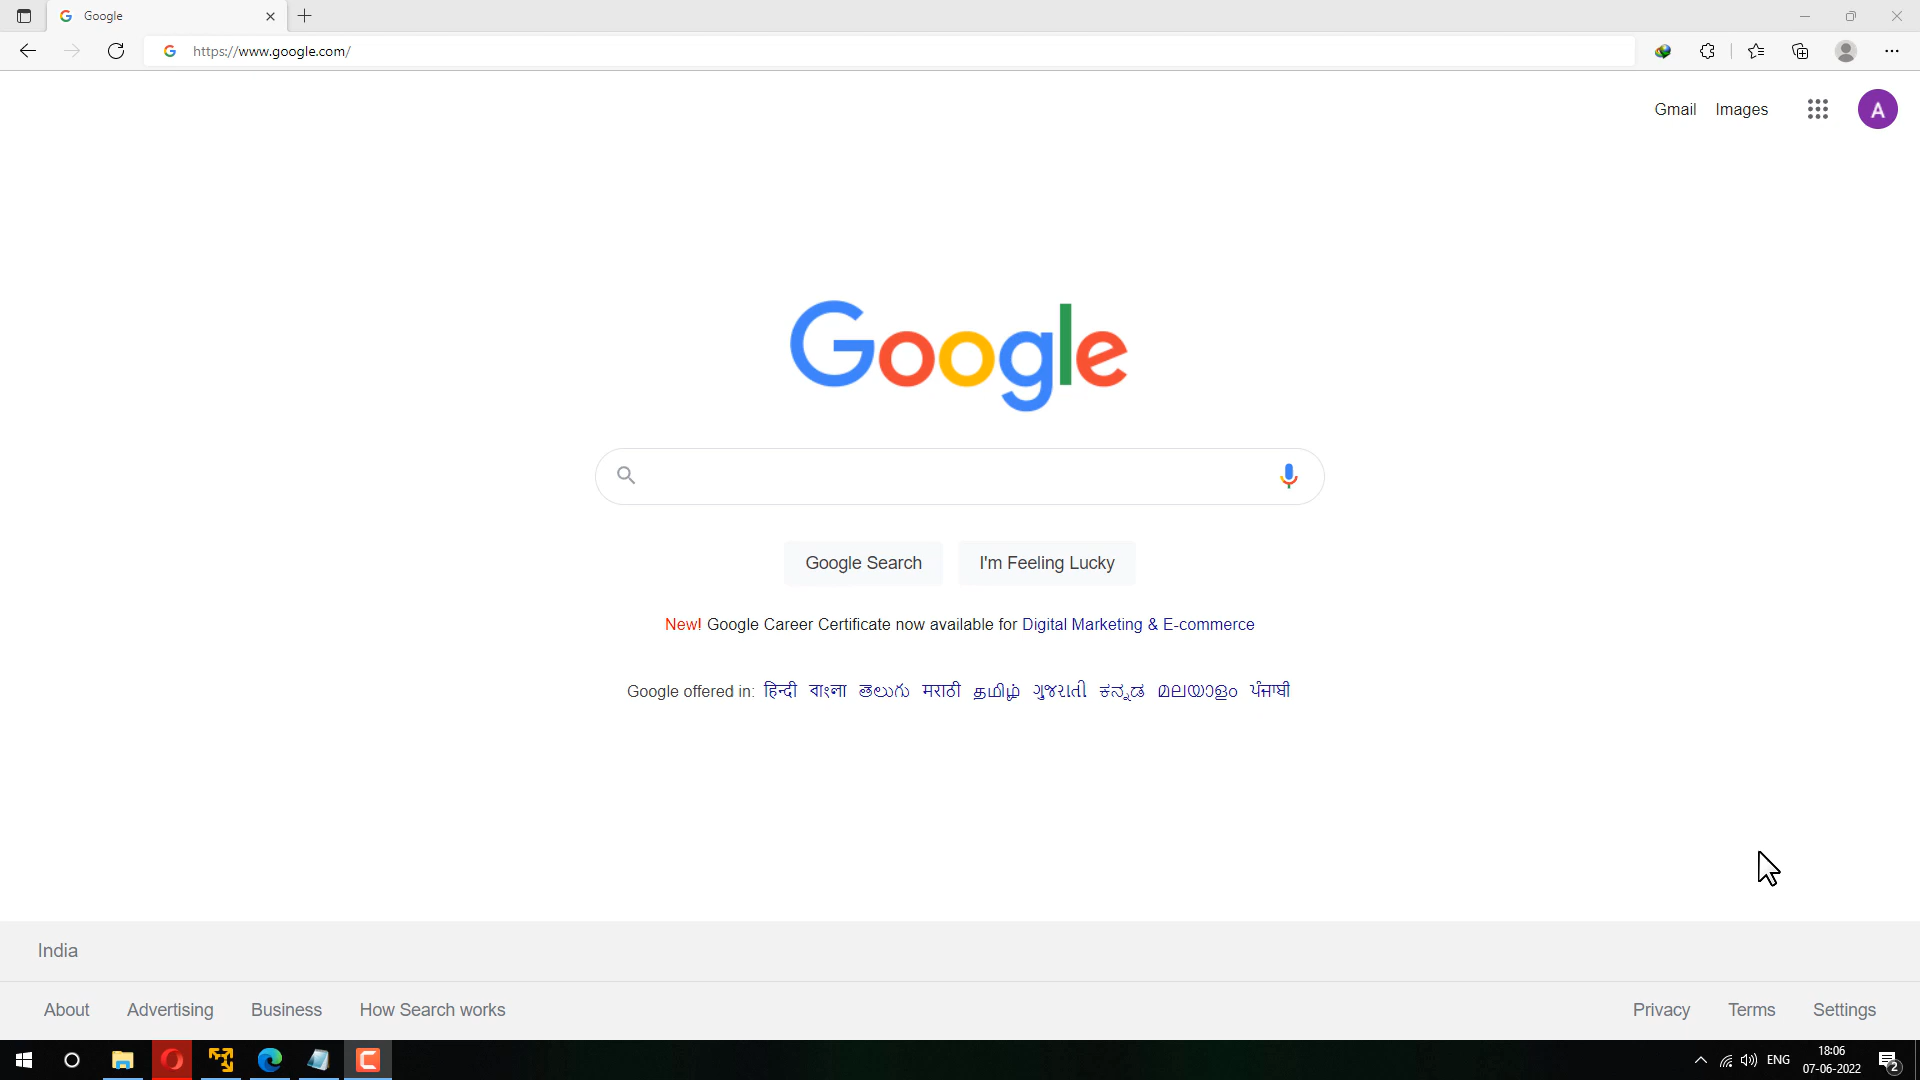 Google
https://www.google.com/
Gmail Images
A
Google
Google Search I'm Feeling Lucky
New! Google Career Certificate now available for Digital Marketing & E-commerce
Google offered in: हिन्दी বাংলা తెలుగు मराठी தமிழ் ગુજરાતી ಕನ್ನಡ മലയാളം ਪੰਜਾਬੀ
India
About Advertising Business How Search works Privacy Terms Settings
ENG 18:06
07-06-2022
2